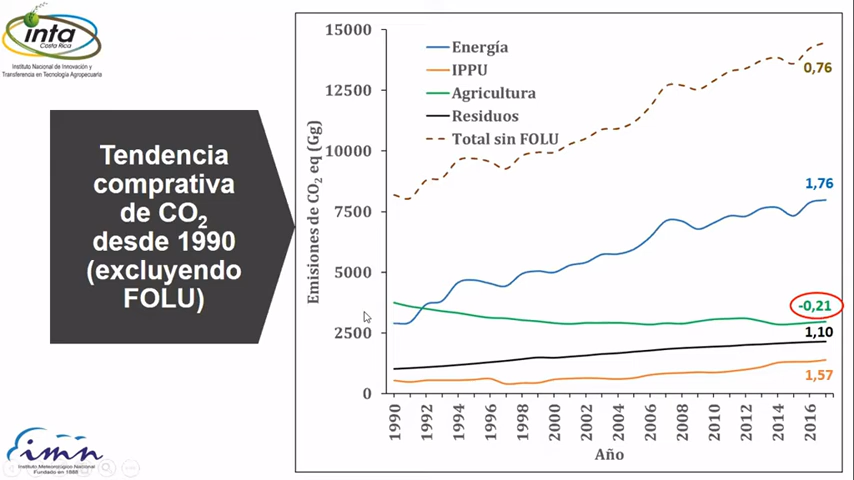 inta
Costa Rica
Instituto Nacional de Innovación y
Transferencia en Tecnología Agropecuaria
Tendencia
comprativa
de CO2
desde 1990
(excluyendo
FOLU)
imn
Instituto Meteorológico Nacional
Fundado en 1888
Emisiones de CO2 eq (Gg)
15000
12500
10000
7500
5000
2500
0
Energía
IPPU
Agricultura
Residuos
Total sin FOLU
0,76
1,76
-0,21
1,10
1,57
1990
1992
1994
1996
1998
2000
2002
2004
2006
2008
2010
2012
2014
2016
Año